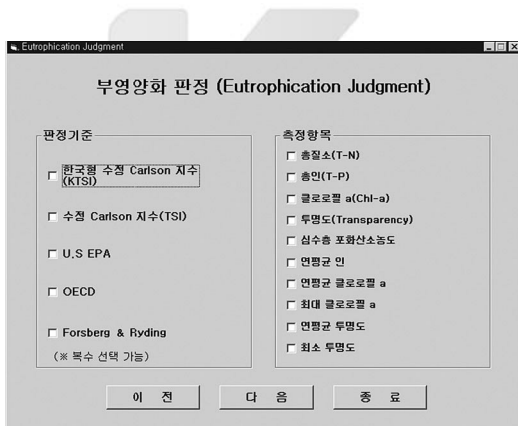 Eutrophication Judgment
부영양화 판정 (Eutrophication Judgment)
판정기준
한국형 수정 Carlson 지수
(KTSI)
수정 Carlson 지수(TSI)
U.S EPA
OECD
Forsberg & Ryding
(※ 복수 선택 가능)
측정항목
총질소(T-N)
총인(T-P)
클로로필 a(Chl-a)
투명도(Transparency)
심수층 포화산소농도
연평균 인
연평균 클로로필 a
최대 클로로필 a
연평균 투명도
최소 투명도
이 전
다 음
종 료